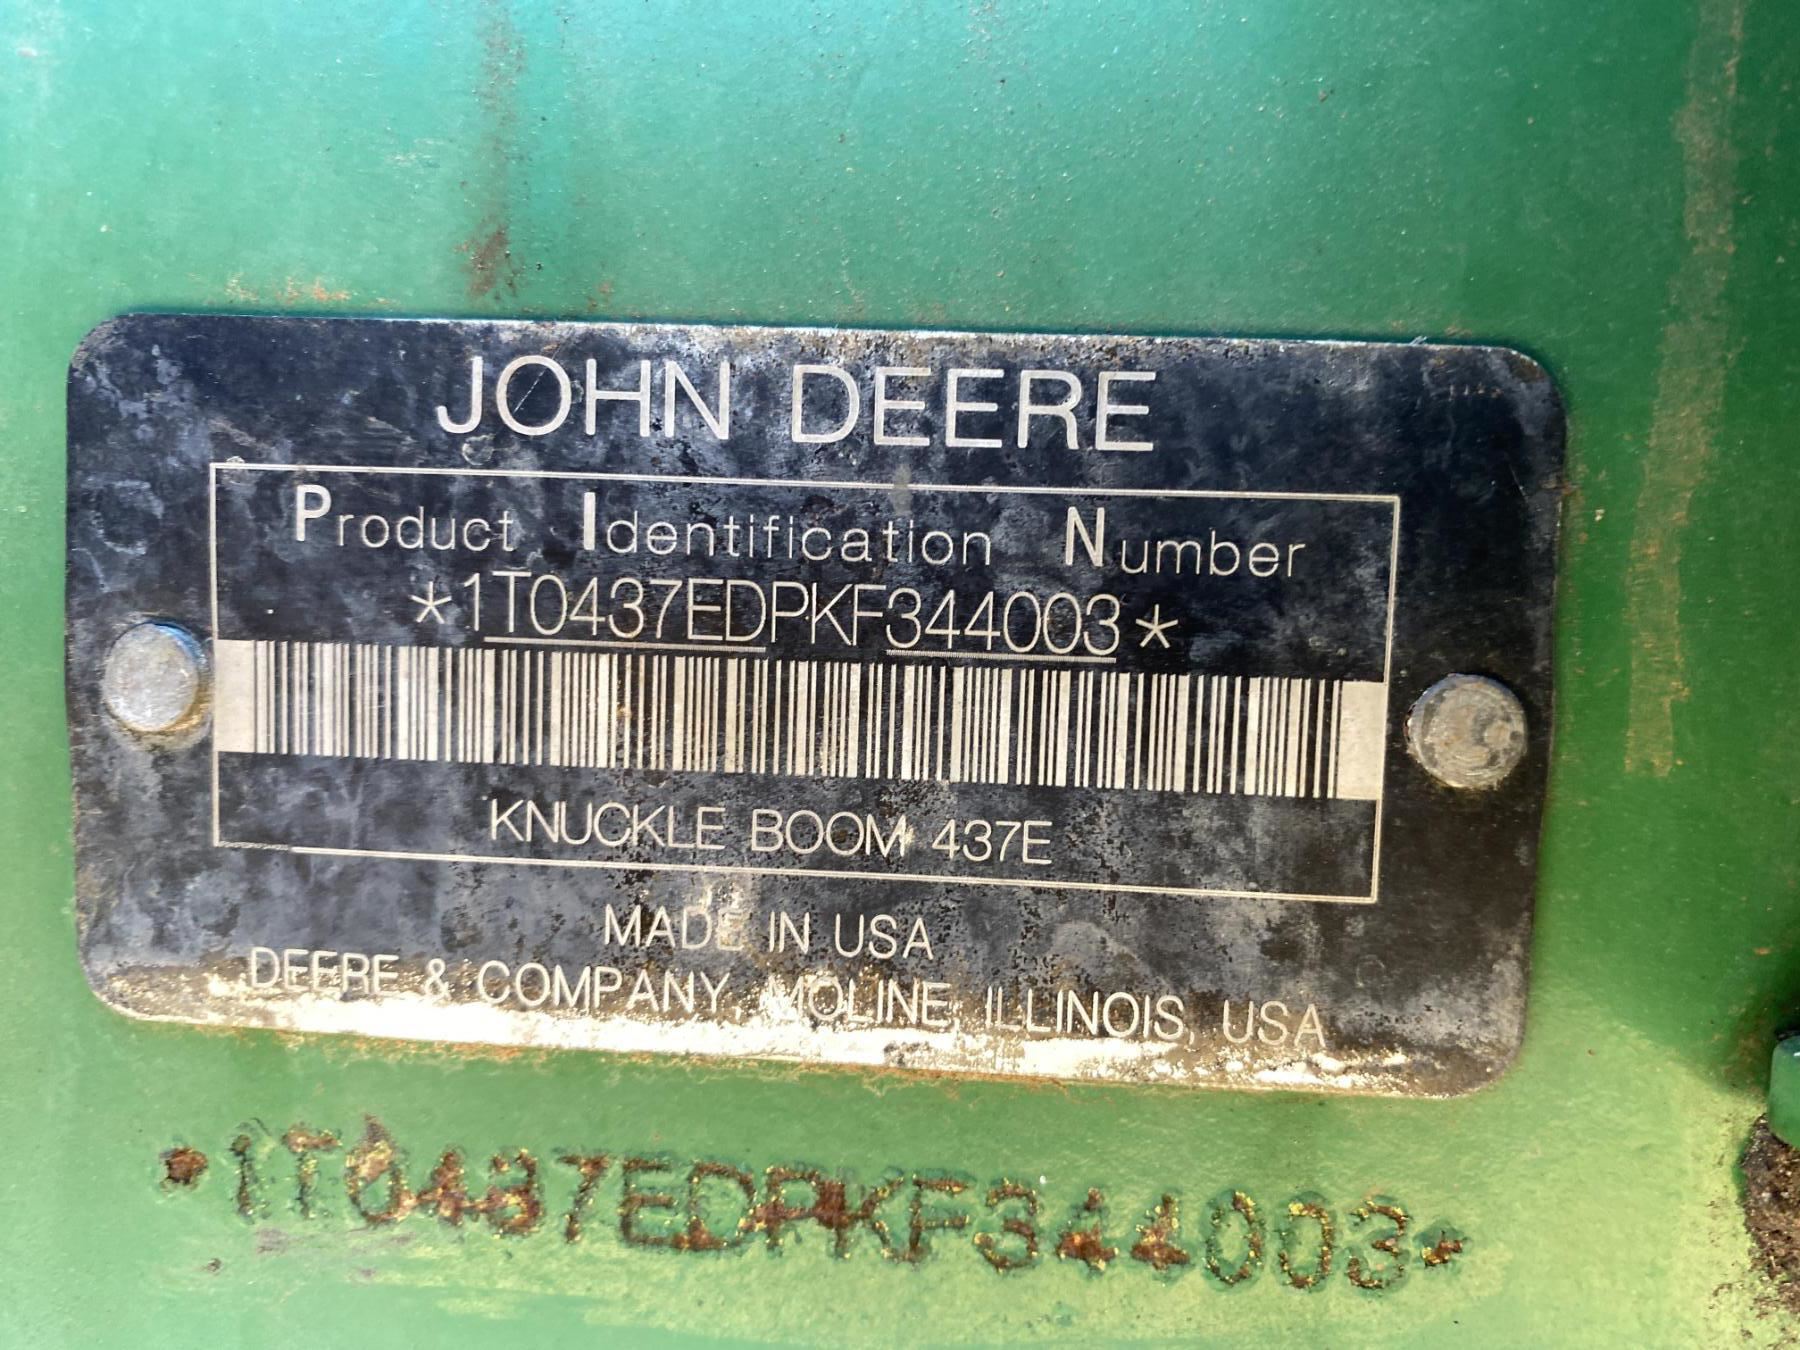 JOHN DEERE
Product Identification Number
*1T0437EDPKF344003*
KNUCKLE BOOM 437E
MADE IN USA
DEERE & COMPANY, MOLINE, ILLINOIS, USA
*1T0437EDPKF344003*